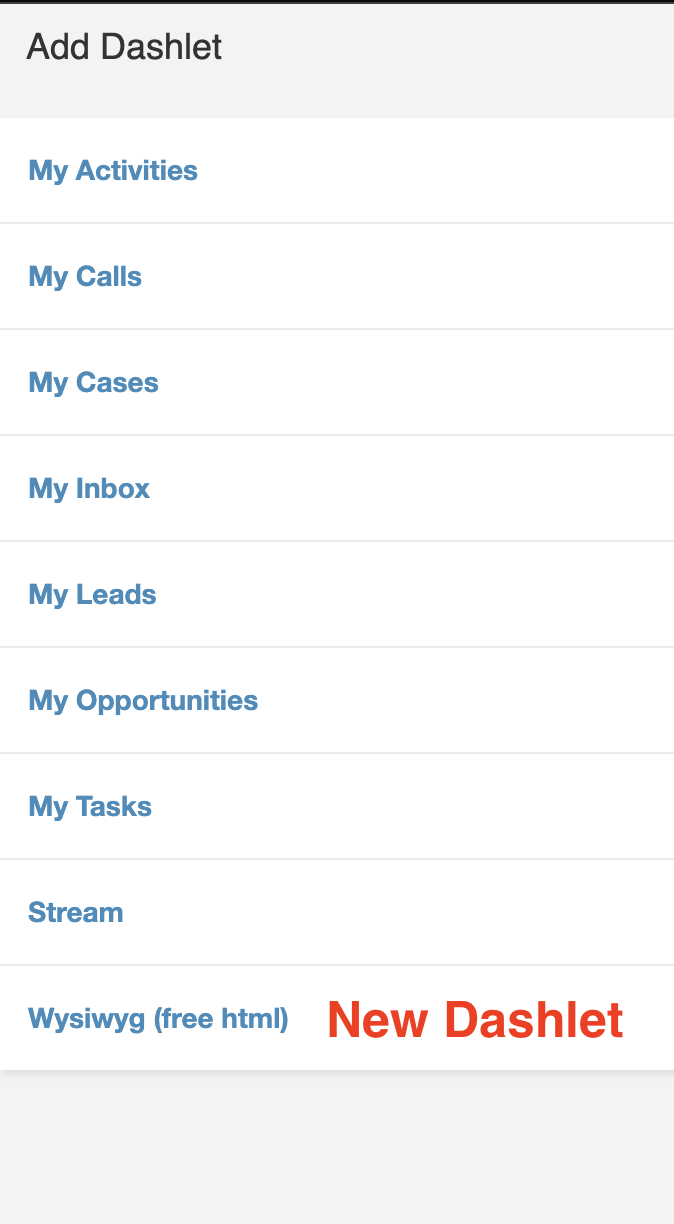 Add Dashlet
My Activities
My Calls
My Cases
My Inbox
My Leads
My Opportunities
My Tasks
Stream
Wysiwyg (free html) New Dashlet